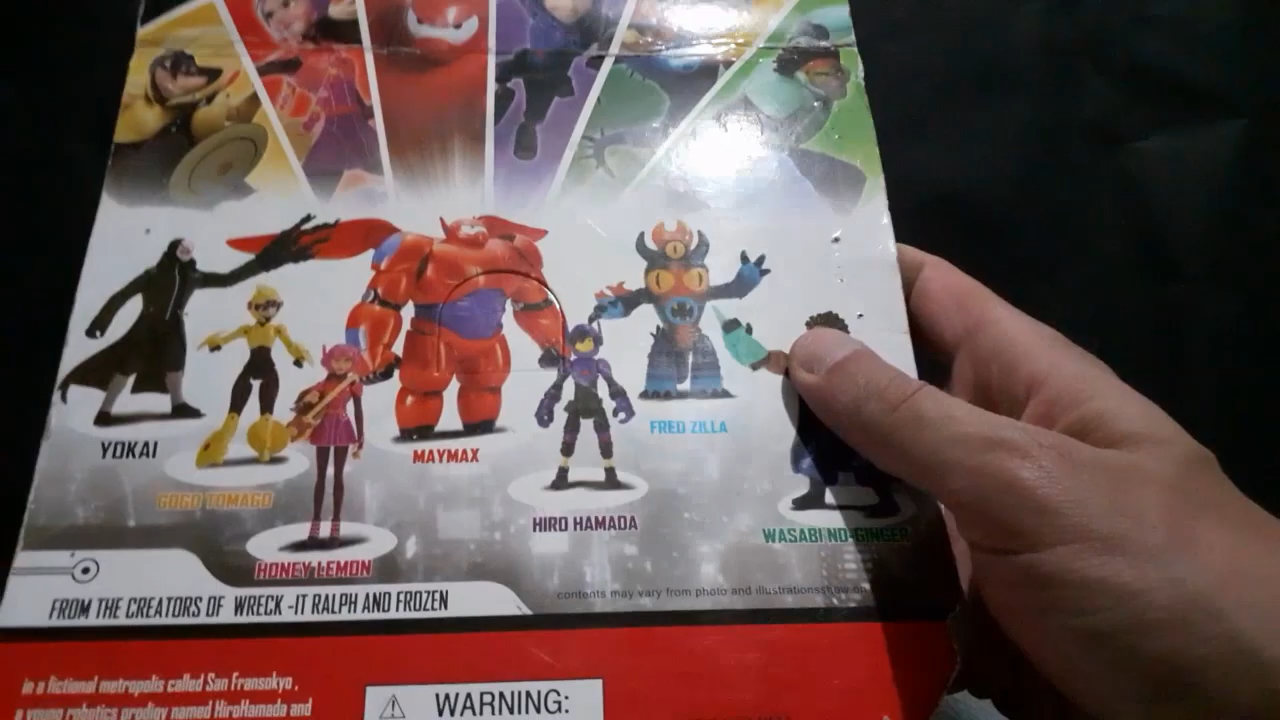 YOKAI
GOGO TOMAGO
HONEY LEMON
MAYMAX
HIRO HAMADA
FRED ZILLA
WASABI NO-GINGER
contents may vary from photo and illustrationsshow on
FROM THE CREATORS OF WRECK -IT RALPH AND FROZEN
in a fictional metropolis called San Fransokyo ,
a young robotics prodigy named HiroHamada and
WARNING: